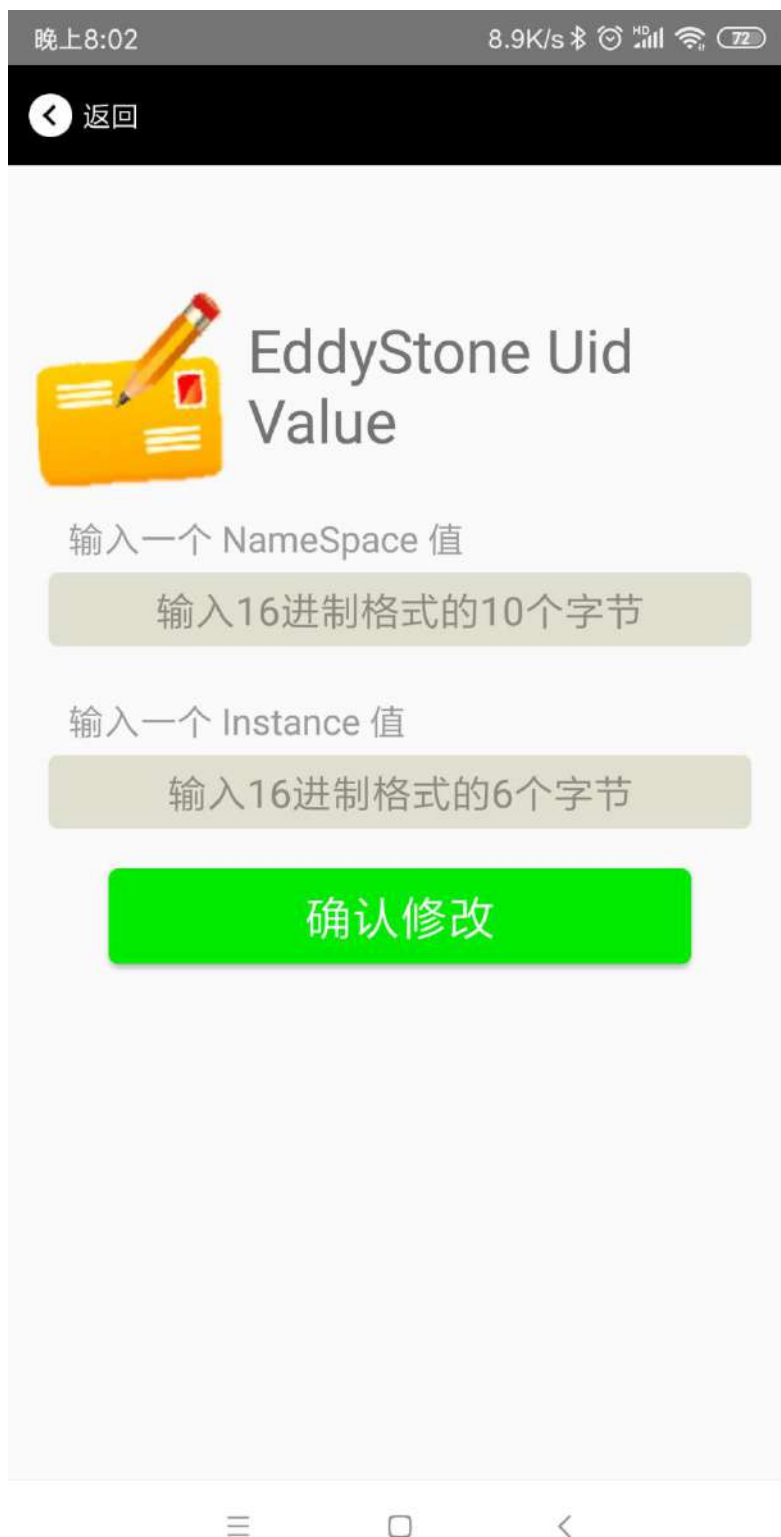 晚上8:02
8.9K/s
HD
72
返回
EddyStone Uid
Value
输入一个 NameSpace 值
输入16进制格式的10个字节
输入一个 Instance 值
输入16进制格式的6个字节
确认修改